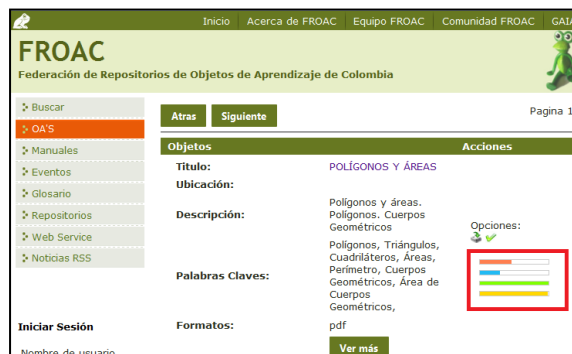 Inicio Acerca de FROAC Equipo FROAC Comunidad FROAC GAIA
FROAC
Federación de Repositorios de Objetos de Aprendizaje de Colombia
Buscar
OA'S
Manuales
Eventos
Glosario
Repositorios
Web Service
Noticias RSS
Iniciar Sesión
Nombre de usuario
Atras Siguiente
Pagina 1
Objetos Acciones
Titulo: POLÍGONOS Y ÁREAS
Ubicación:
Descripción: Polígonos y áreas.
Polígonos. Cuerpos
Geométricos
Opciones:
Palabras Claves: Polígonos, Triángulos,
Cuadriláteros, Áreas,
Perímetro, Cuerpos
Geométricos, Área de
Cuerpos
Geométricos,
Formatos: pdf
Ver más